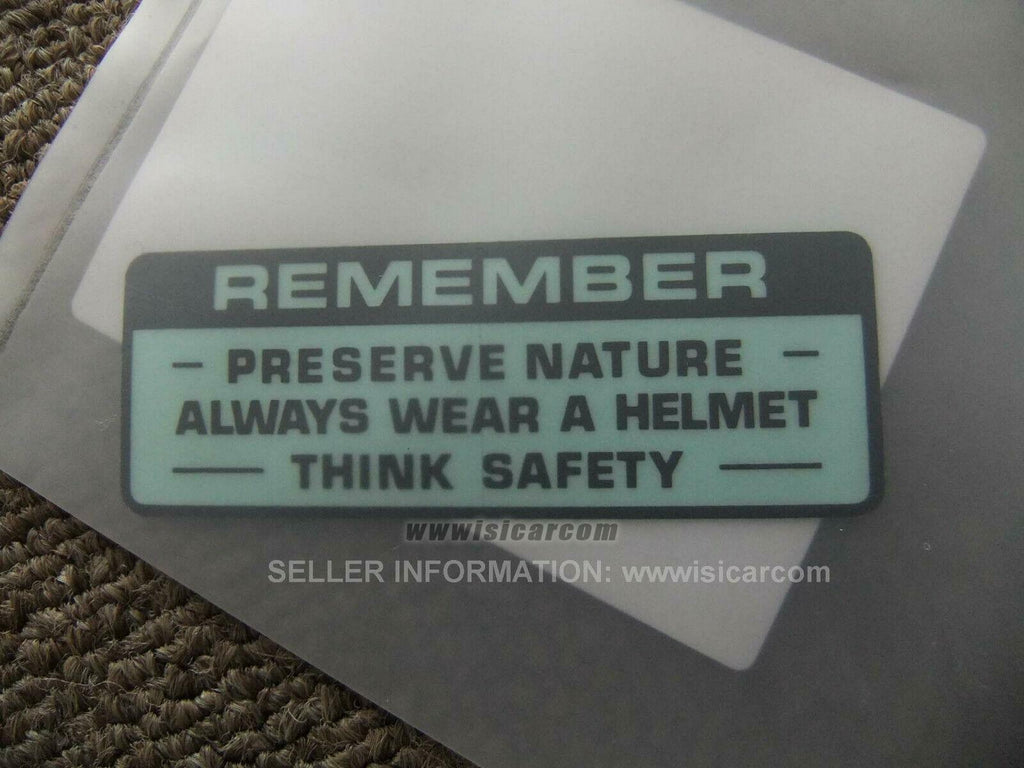 REMEMBER
– PRESERVE NATURE –
ALWAYS WEAR A HELMET
— THINK SAFETY —
wwwisicarcom
SELLER INFORMATION: wwwisicarcom